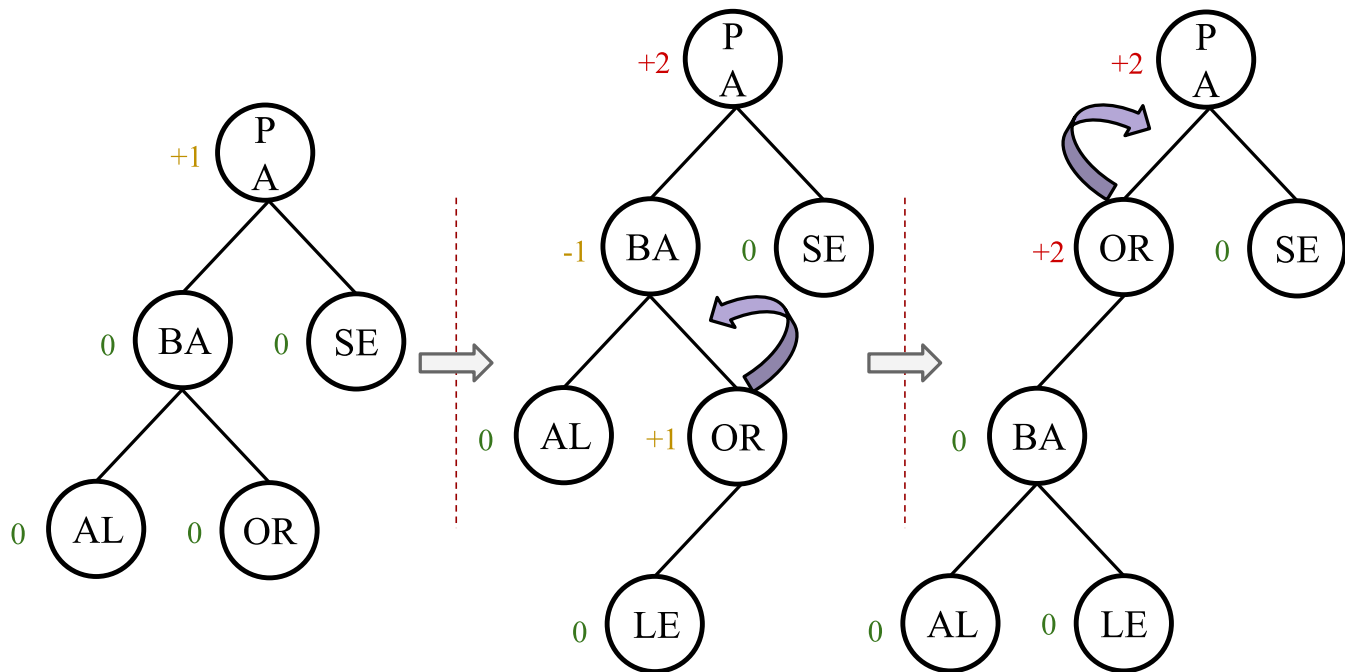 P
+1
A
0 BA 0 SE
0 AL 0 OR
P
+2
A
-1 BA 0 SE
0 AL +1 OR
0 LE
P
+2
A
+2 OR 0 SE
0 BA
0 AL 0 LE